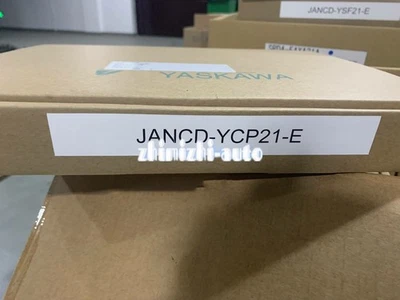 JANCD-YSF21-E
YASKAWA
JANCD-YCP21-E
zhinizhi-auto